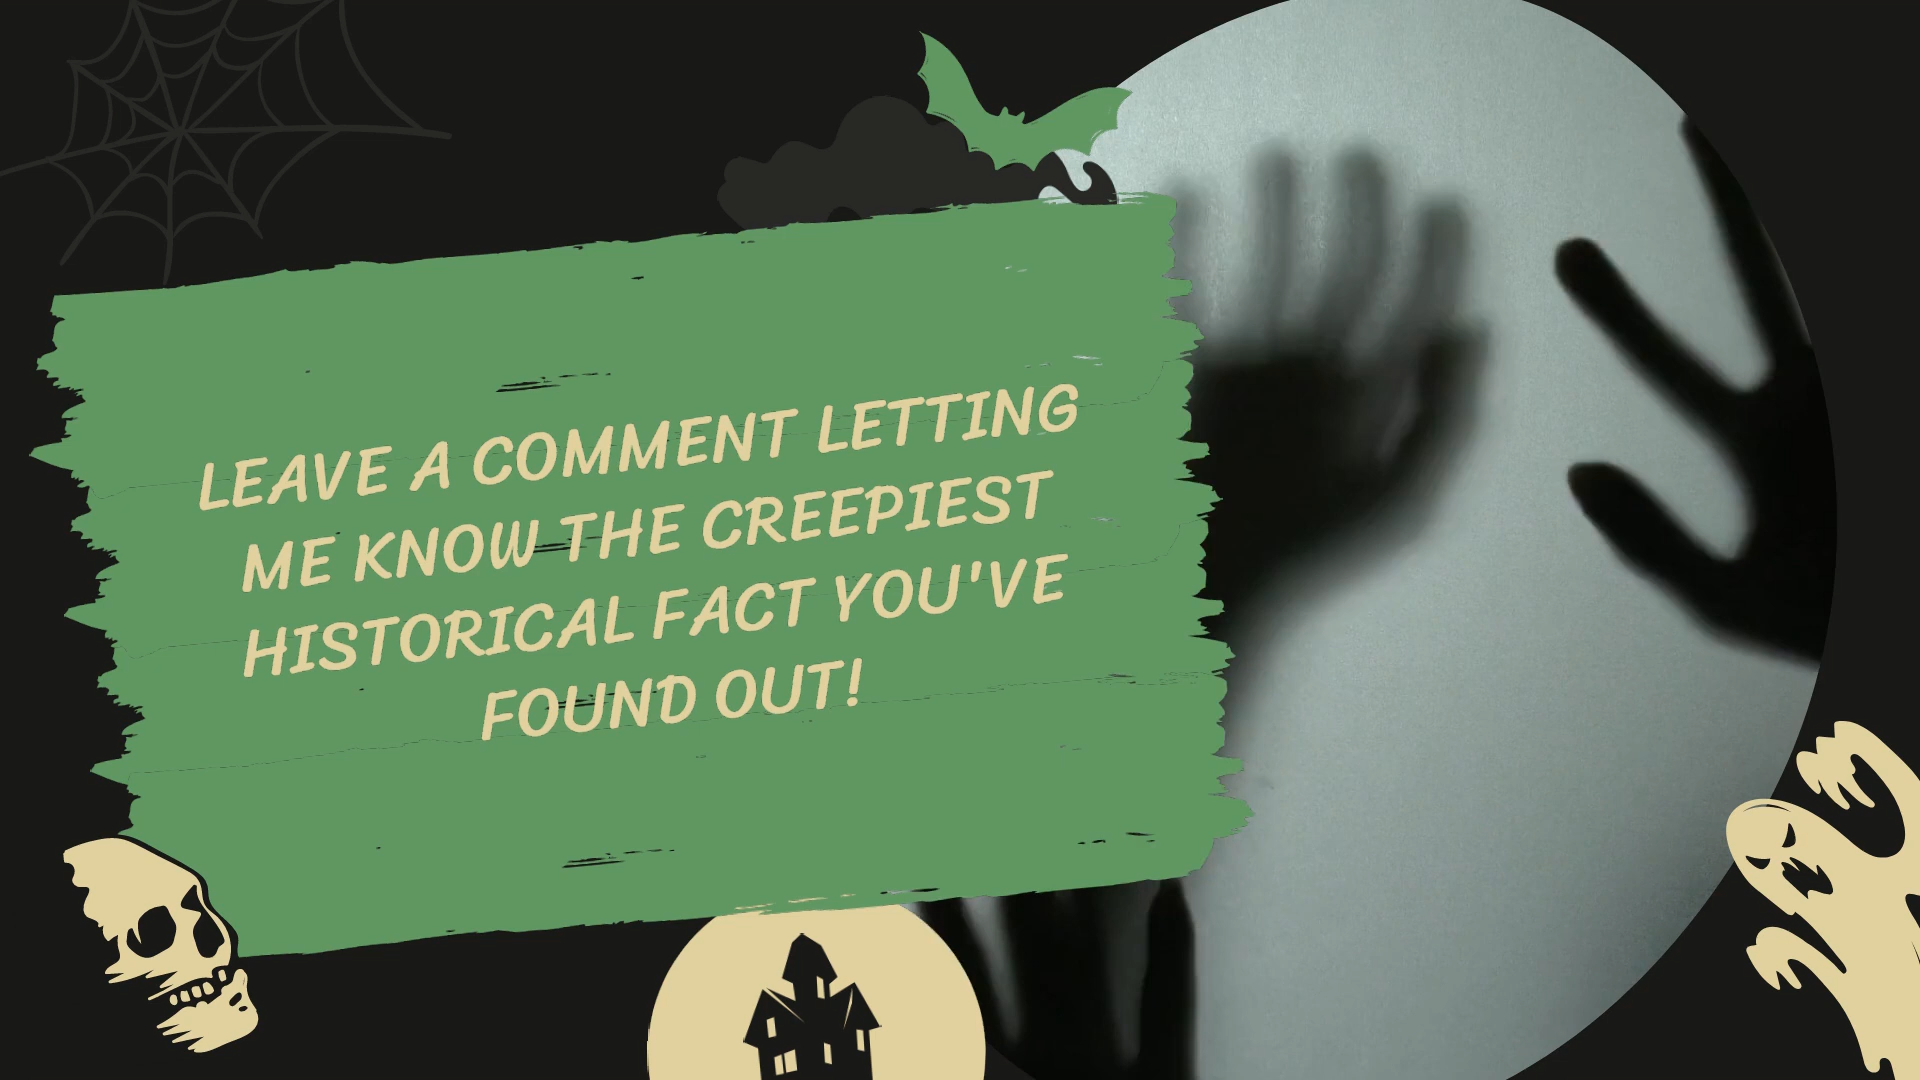 LEAVE A COMMENT LETTING
ME KNOW THE CREEPIEST
HISTORICAL FACT YOU'VE
FOUND OUT!